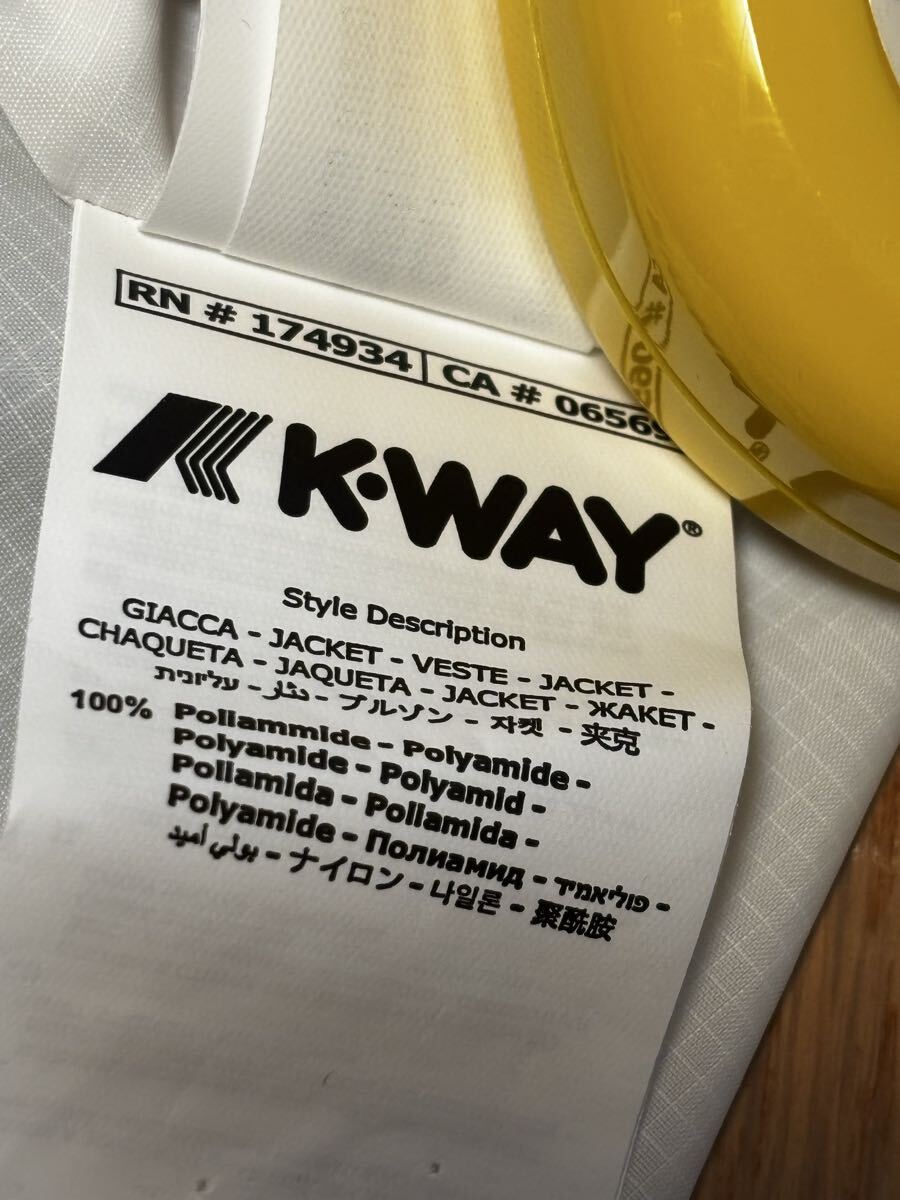 RN # 174934 CA # 06569
K·WAY®
Style Description
GIACCA - JACKET - VESTE - JACKET -
CHAQUETA - JAQUETA - JACKET - ЖАКЕТ -
עליונית - دثار - ブルゾン - 자켓 - 夹克
100% Poliammide - Polyamide -
Polyamide - Polyamid -
Poliamida - Poliamida -
Polyamide - Полиамид - פוליאמיד -
بولي أميد - ナイロン - 나일론 - 聚酰胺